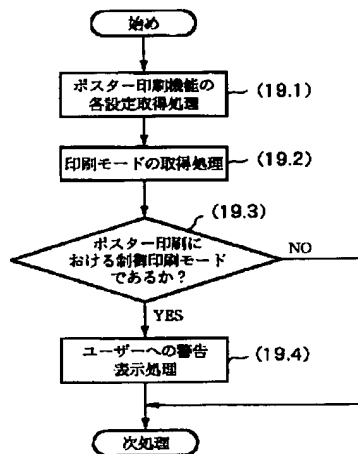 始め
ポスター印刷機能の
各設定取得処理
(19.1)
印刷モードの取得処理
(19.2)
(19.3)
ポスター印刷に
おける制御印刷モード
であるか?
NO
YES
ユーザーへの警告
表示処理
(19.4)
次処理